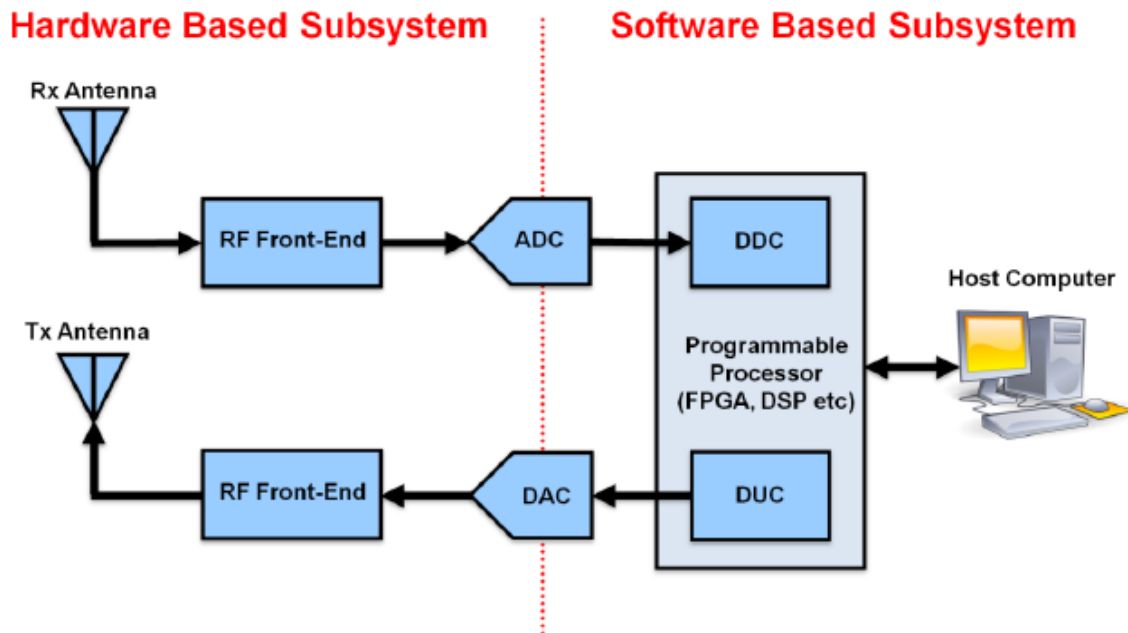 Hardware Based Subsystem
Software Based Subsystem
Rx Antenna
RF Front-End
ADC
DDC
Host Computer
Tx Antenna
Programmable
Processor
(FPGA, DSP etc)
RF Front-End
DAC
DUC